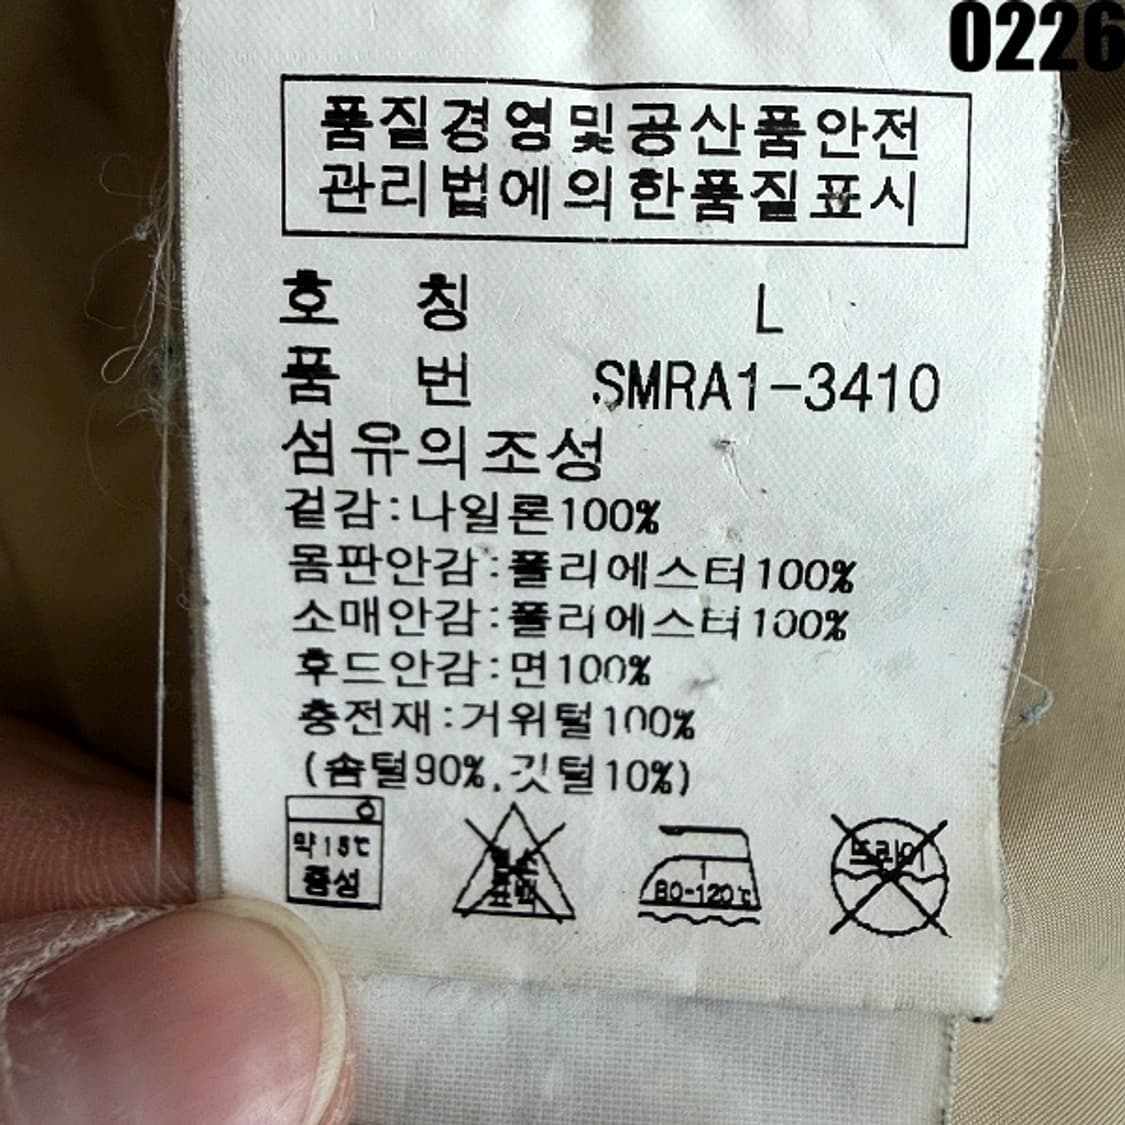 0226
품질경영및공산품안전
관리법에의한품질표시
호 칭 L
품 번 SMRA1-3410
섬유의조성
겉감:나일론100%
몸판안감:폴리에스터100%
소매안감:폴리에스터100%
후드안감:면100%
충전재:거위털100%
(솜털90%,깃털10%)
약15℃
중성
염소
표백
80-120℃
드라이